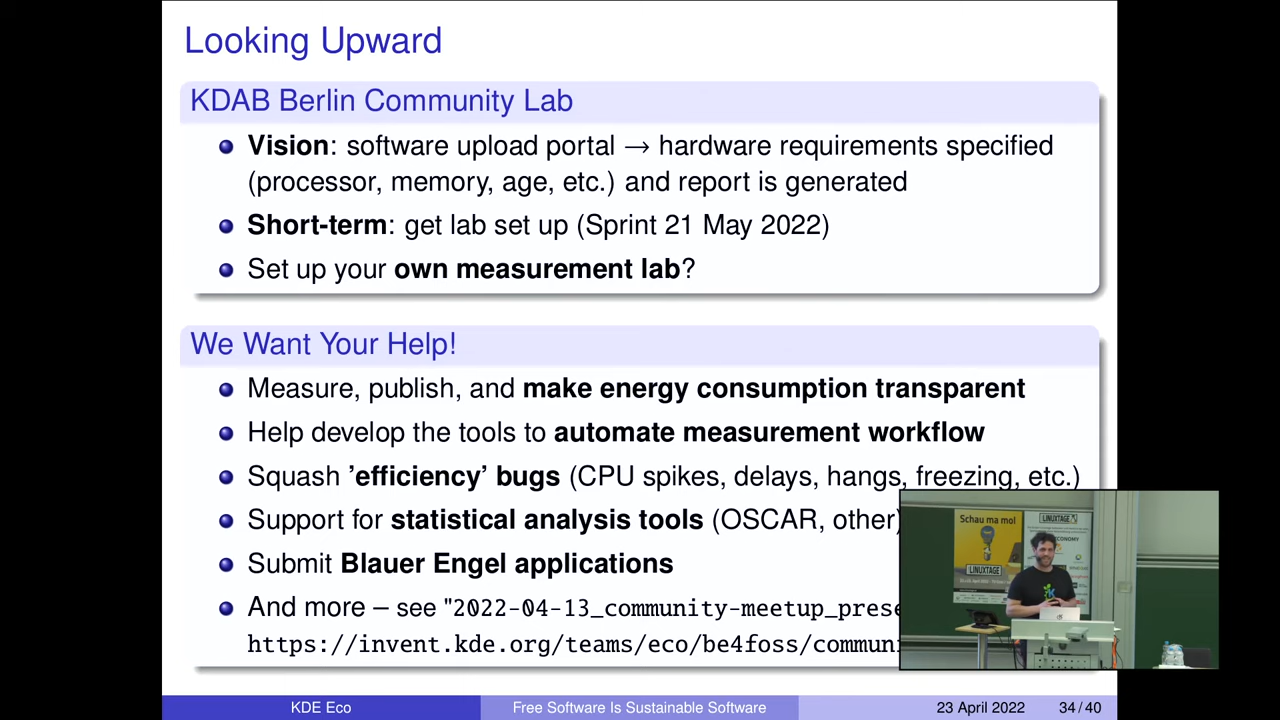 Looking Upward
KDAB Berlin Community Lab
Vision: software upload portal → hardware requirements specified
(processor, memory, age, etc.) and report is generated
Short-term: get lab set up (Sprint 21 May 2022)
Set up your own measurement lab?
We Want Your Help!
Measure, publish, and make energy consumption transparent
Help develop the tools to automate measurement workflow
Squash 'efficiency' bugs (CPU spikes, delays, hangs, freezing, etc.)
Support for statistical analysis tools (OSCAR, other)
Submit Blauer Engel applications
And more – see "2022-04-13_community-meetup_prese
https://invent.kde.org/teams/eco/be4foss/commun
Schau ma mol
LINUXTAGE
LINUXTAGE
KDE Eco
Free Software Is Sustainable Software
23 April 2022
34 / 40